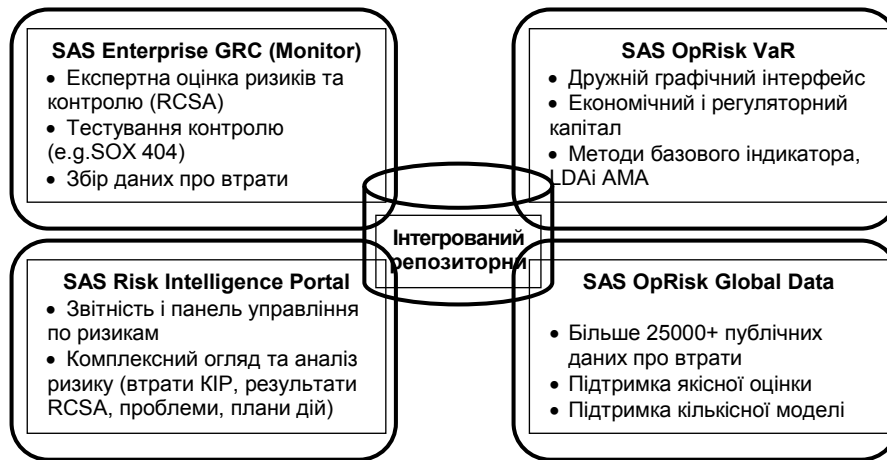 SAS Enterprise GRC (Monitor)
• Експертна оцінка ризиків та
контролю (RCSA)
• Тестування контролю
(e.g.SOX 404)
• Збір даних про втрати
SAS OpRisk VaR
• Дружній графічний інтерфейс
• Економічний і регуляторний
капітал
• Методи базового індикатора,
LDAі AMA
Інтегрований
репозиторни
SAS Risk Intelligence Portal
• Звітність і панель управління
по ризикам
• Комплексний огляд та аналіз
ризику (втрати КІР, результати
RCSA, проблеми, плани дій)
SAS OpRisk Global Data
• Більше 25000+ публічних
даних про втрати
• Підтримка якісної оцінки
• Підтримка кількісної моделі